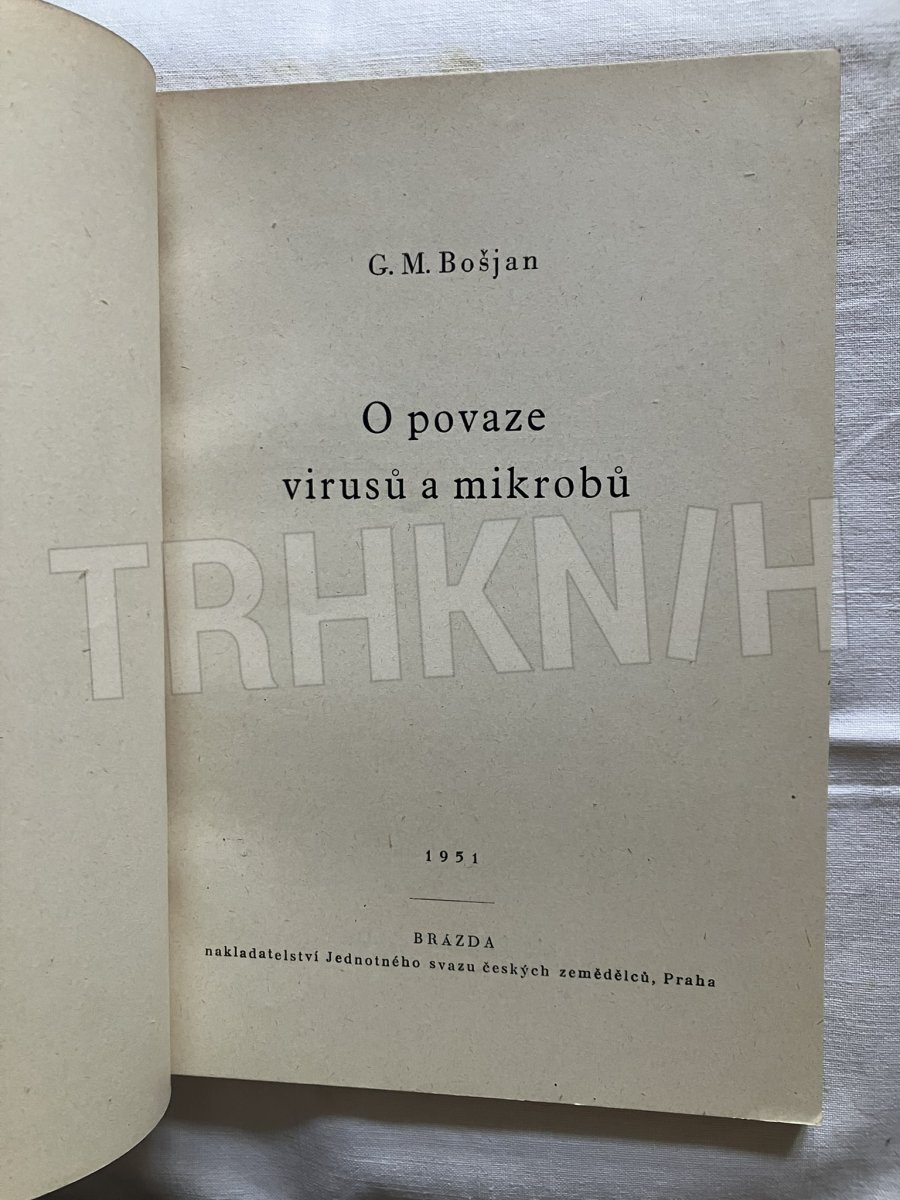 G. M. Bošjan
O povaze
virusů a mikrobů
TRHKNIH
1951
BRÁZDA
nakladatelství Jednotného svazu českých zemědělců, Praha